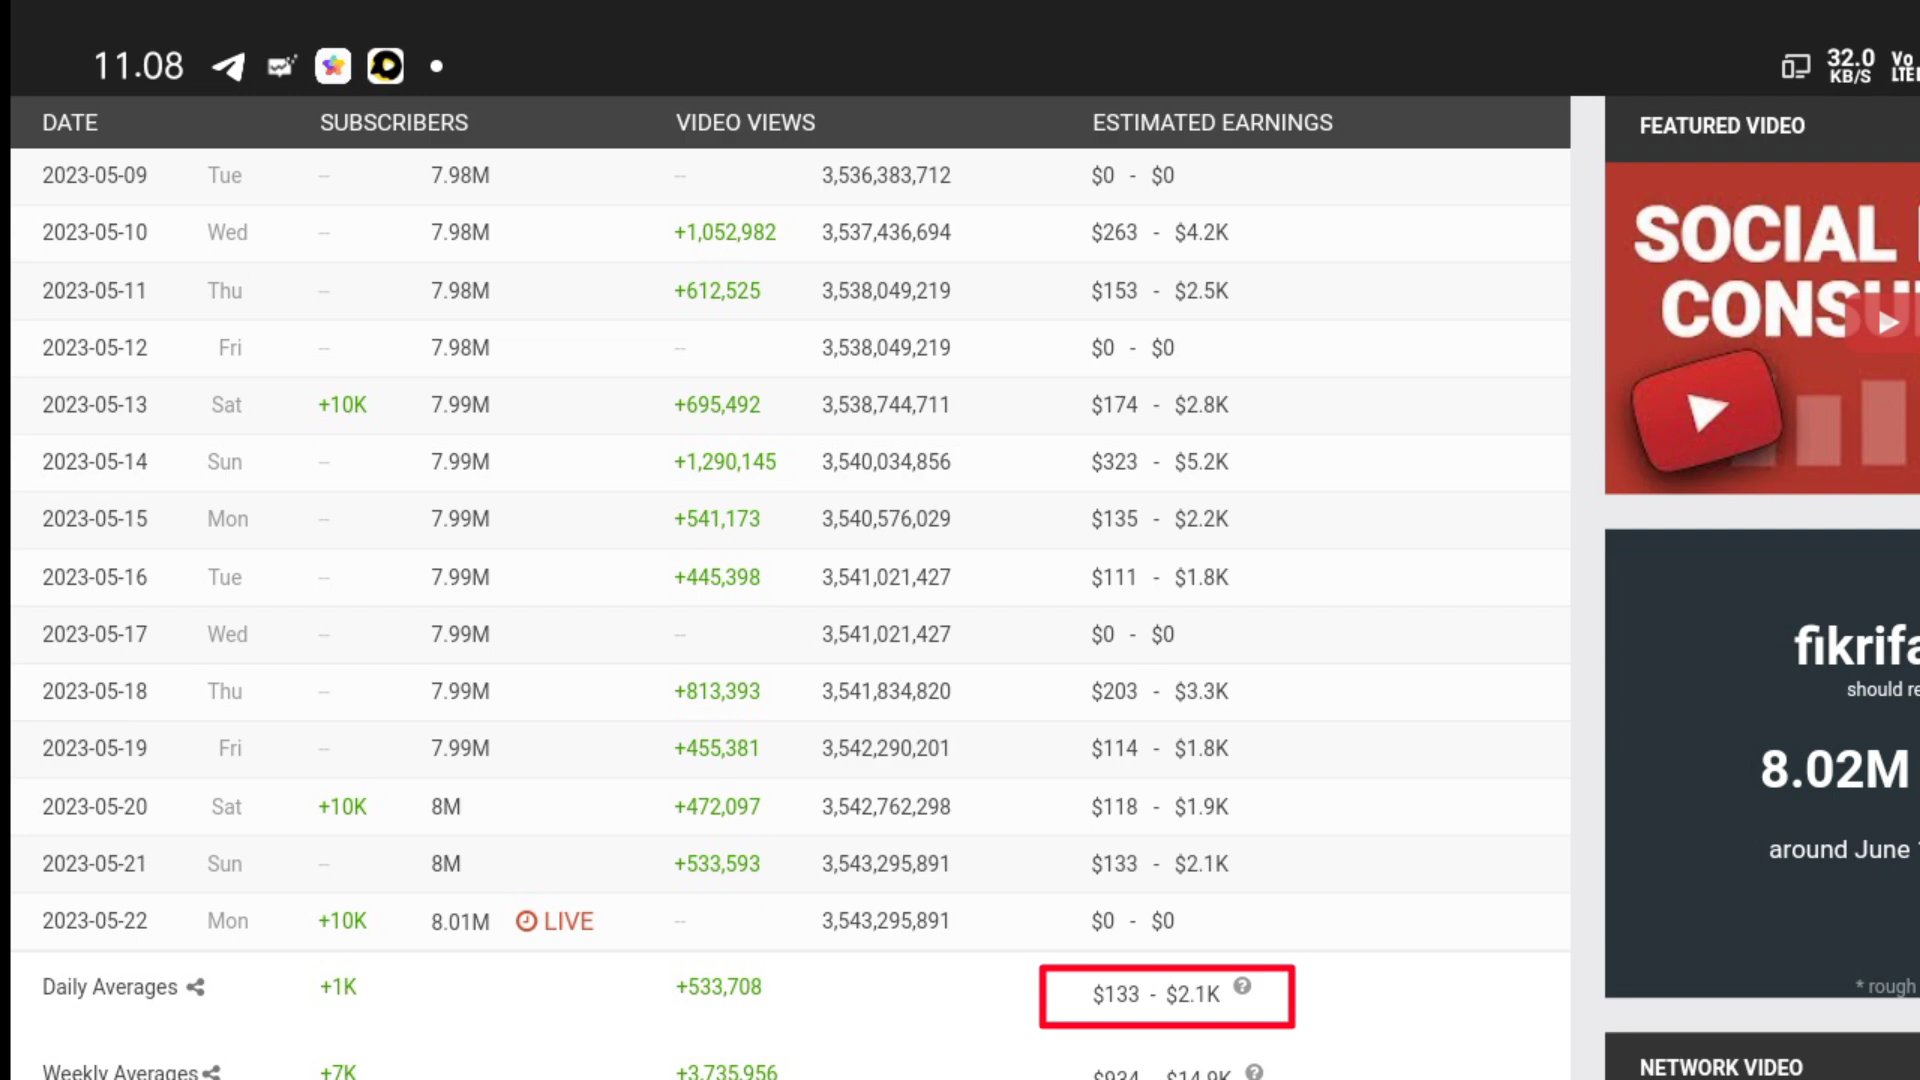 11.08
32.0 KB/S
Vo LTE
DATE SUBSCRIBERS VIDEO VIEWS ESTIMATED EARNINGS
2023-05-09 Tue -- 7.98M -- 3,536,383,712 $0 - $0
2023-05-10 Wed -- 7.98M +1,052,982 3,537,436,694 $263 - $4.2K
2023-05-11 Thu -- 7.98M +612,525 3,538,049,219 $153 - $2.5K
2023-05-12 Fri -- 7.98M -- 3,538,049,219 $0 - $0
2023-05-13 Sat +10K 7.99M +695,492 3,538,744,711 $174 - $2.8K
2023-05-14 Sun -- 7.99M +1,290,145 3,540,034,856 $323 - $5.2K
2023-05-15 Mon -- 7.99M +541,173 3,540,576,029 $135 - $2.2K
2023-05-16 Tue -- 7.99M +445,398 3,541,021,427 $111 - $1.8K
2023-05-17 Wed -- 7.99M -- 3,541,021,427 $0 - $0
2023-05-18 Thu -- 7.99M +813,393 3,541,834,820 $203 - $3.3K
2023-05-19 Fri -- 7.99M +455,381 3,542,290,201 $114 - $1.8K
2023-05-20 Sat +10K 8M +472,097 3,542,762,298 $118 - $1.9K
2023-05-21 Sun -- 8M +533,593 3,543,295,891 $133 - $2.1K
2023-05-22 Mon +10K 8.01M LIVE -- 3,543,295,891 $0 - $0
Daily Averages +1K +533,708 $133 - $2.1K
Weekly Averages +7K +3,735,956 $934 - $14.9K
FEATURED VIDEO
SOCIAL
CONSU
fikrifa
should re
8.02M
around June
* rough
NETWORK VIDEO